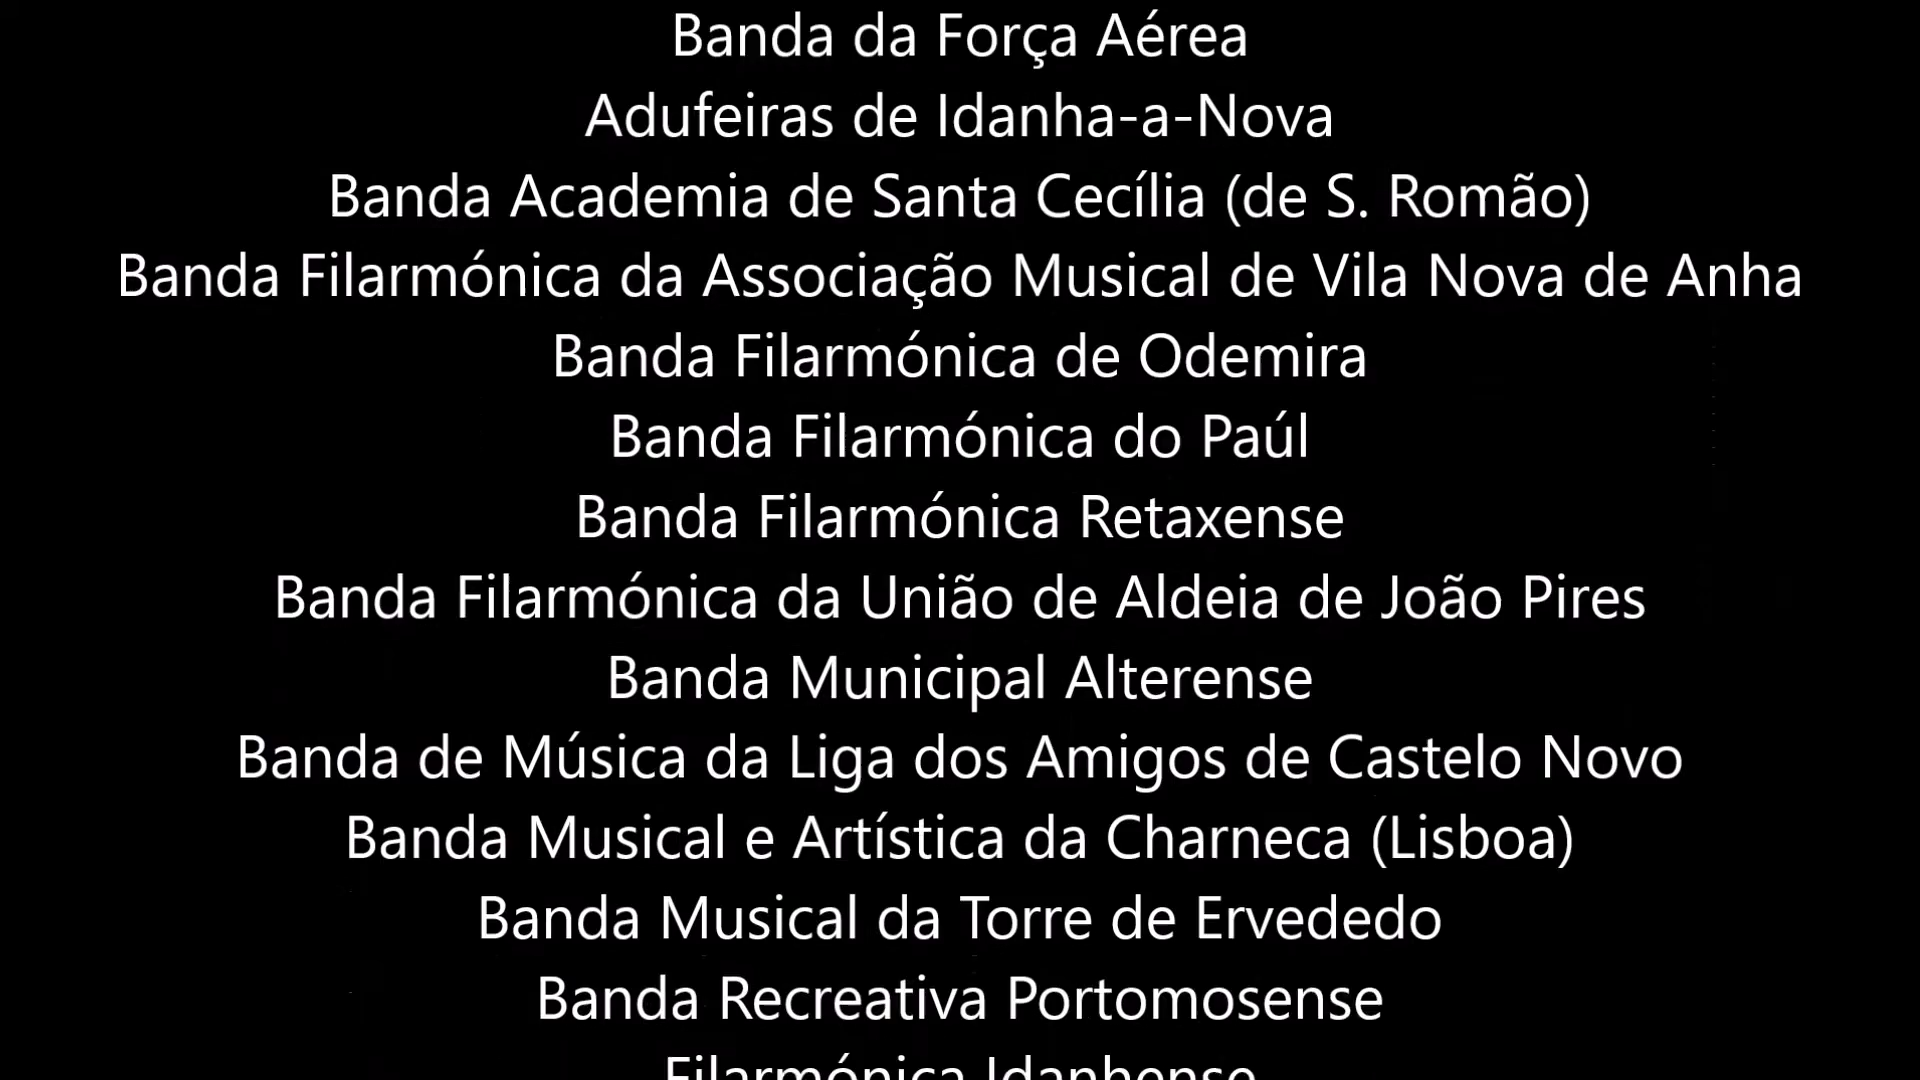 Banda da Força Aérea
Adufeiras de Idanha-a-Nova
Banda Academia de Santa Cecília (de S. Romão)
Banda Filarmónica da Associação Musical de Vila Nova de Anha
Banda Filarmónica de Odemira
Banda Filarmónica do Paúl
Banda Filarmónica Retaxense
Banda Filarmónica da União de Aldeia de João Pires
Banda Municipal Alterense
Banda de Música da Liga dos Amigos de Castelo Novo
Banda Musical e Artística da Charneca (Lisboa)
Banda Musical da Torre de Ervededo
Banda Recreativa Portomosense
Filarmónica Idanhense